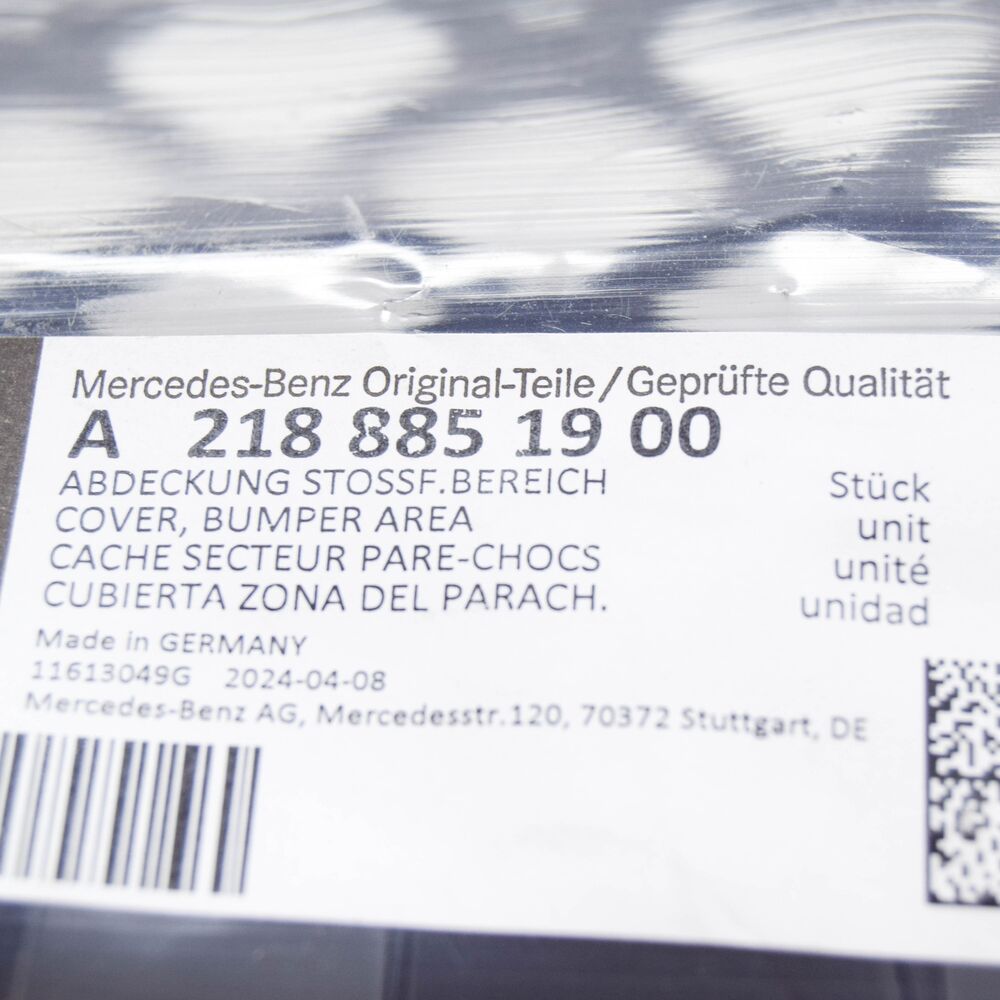 Mercedes-Benz Original-Teile/Geprüfte Qualität
A 218 885 19 00
ABDECKUNG STOSSF.BEREICH Stück
COVER, BUMPER AREA unit
CACHE SECTEUR PARE-CHOCS unité
CUBIERTA ZONA DEL PARACH. unidad
Made in GERMANY
11613049G 2024-04-08
Mercedes-Benz AG, Mercedesstr.120, 70372 Stuttgart, DE